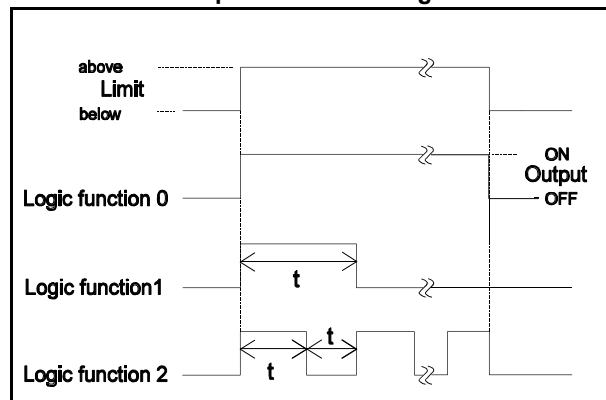 above
Limit
below
ON
Output
OFF
Logic function 0
t
Logic function1
t
t
Logic function 2